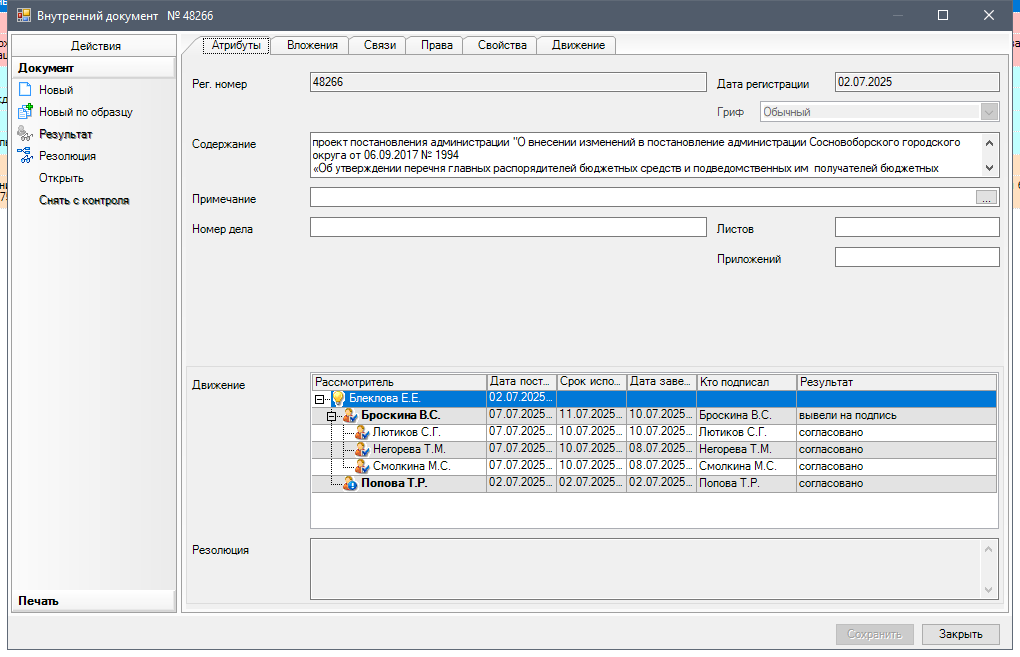 Внутренний документ № 48266
Действия
Документ
Новый
Новый по образцу
Результат
Резолюция
Открыть
Снять с контроля
Печать
Атрибуты Вложения Связи Права Свойства Движение
Рег. номер 48266 Дата регистрации 02.07.2025
Гриф Обычный
Содержание
проект постановления администрации "О внесении изменений в постановление администрации Сосновоборского городского
округа от 06.09.2017 № 1994
«Об утверждении перечня главных распорядителей бюджетных средств и подведомственных им получателей бюджетных
Примечание ...
Номер дела Листов
Приложений
Движение
Рассмотритель Дата пост... Срок испо... Дата заве... Кто подписал Результат
Блеклова Е.Е. 02.07.2025...
Броскина В.С. 07.07.2025... 11.07.2025... 10.07.2025... Броскина В.С. вывели на подпись
Лютиков С.Г. 07.07.2025... 10.07.2025... 10.07.2025... Лютиков С.Г. согласовано
Негорева Т.М. 07.07.2025... 10.07.2025... 08.07.2025... Негорева Т.М. согласовано
Смолкина М.С. 07.07.2025... 10.07.2025... 08.07.2025... Смолкина М.С. согласовано
Попова Т.Р. 02.07.2025... 02.07.2025... 02.07.2025... Попова Т.Р. согласовано
Резолюция
Сохранить Закрыть